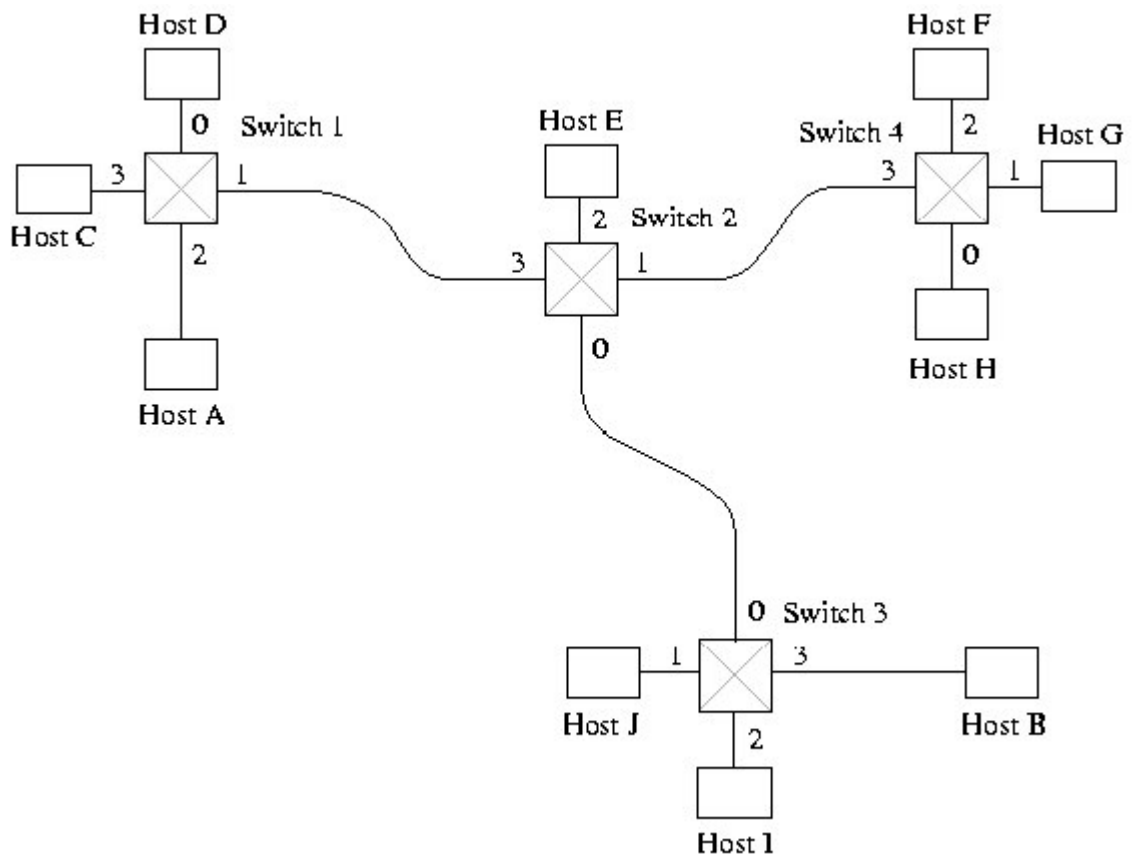 Host D
Host F
0
Switch 1
Host E
Switch 4
2
Host G
3
1
3
1
Host C
2
2
Switch 2
0
3
1
0
Host H
Host A
0
Switch 3
1
3
Host J
2
Host B
Host I